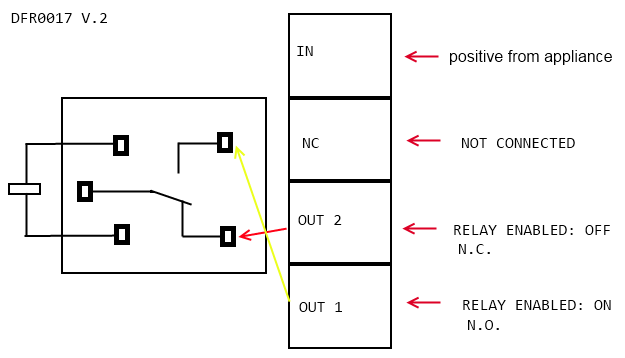 DFR0017 V.2
IN
positive from appliance
NC
NOT CONNECTED
OUT 2
RELAY ENABLED: OFF
N.C.
OUT 1
RELAY ENABLED: ON
N.O.